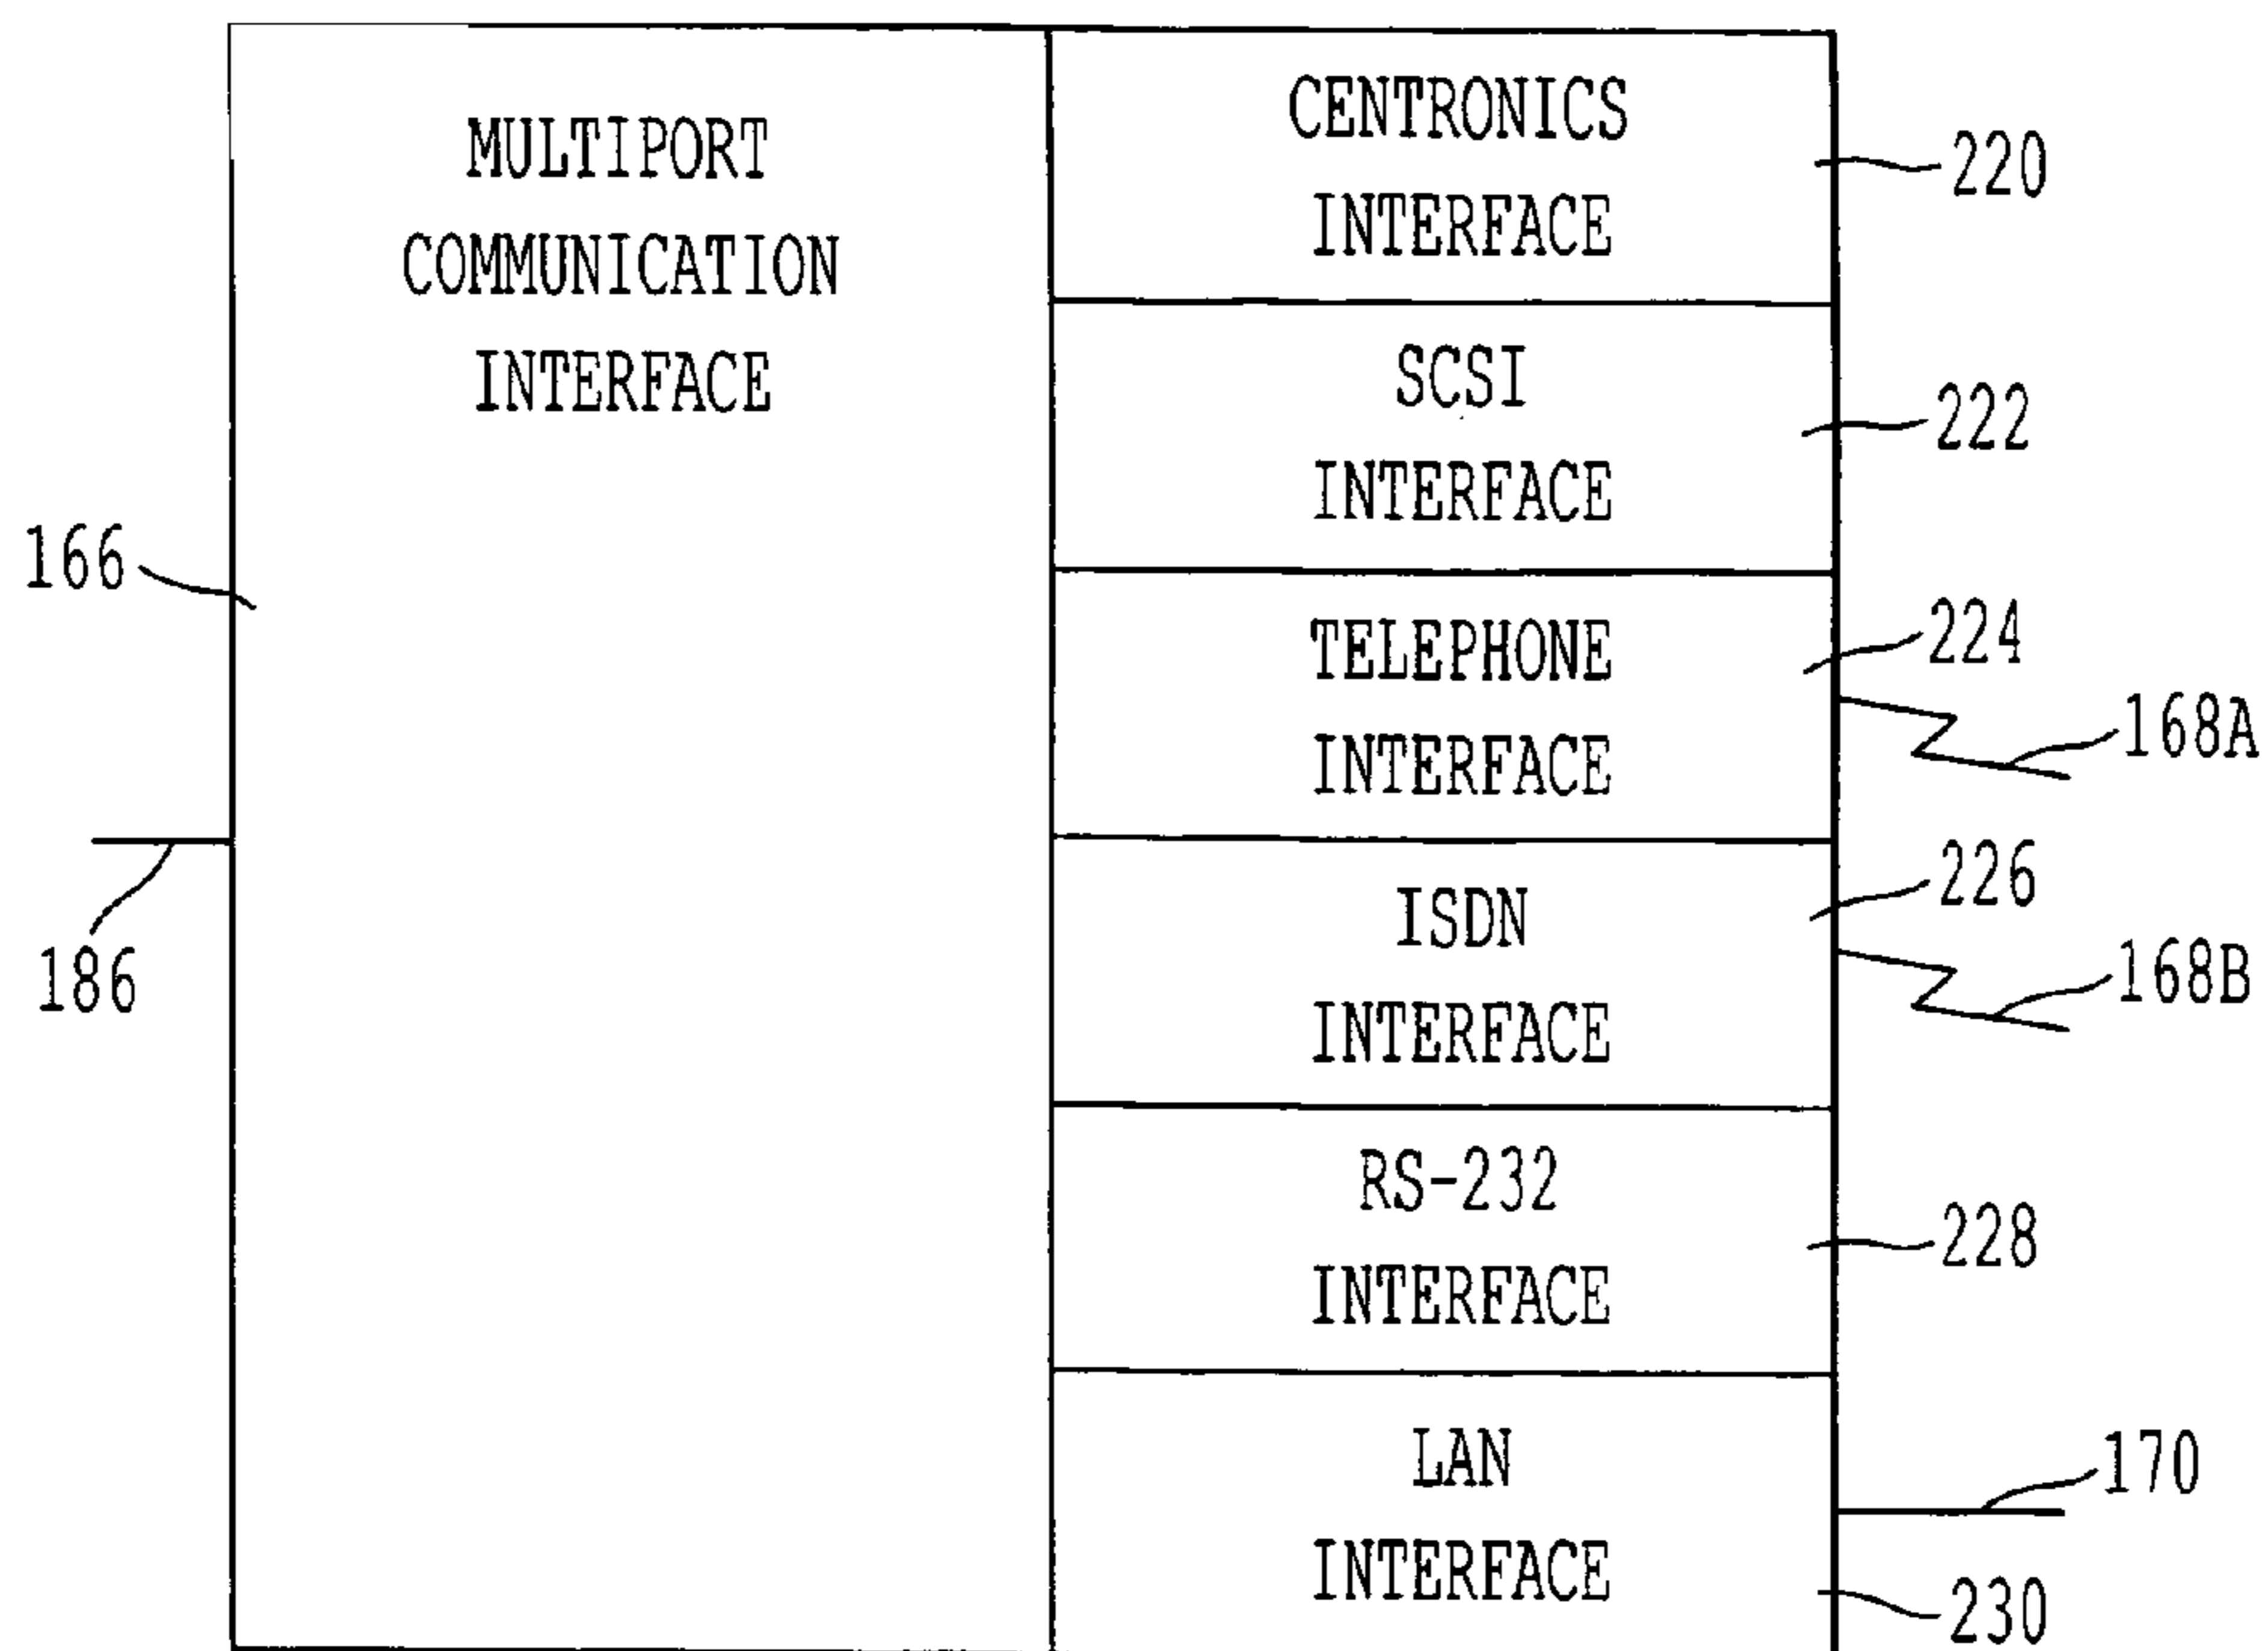 MULTIPORT
COMMUNICATION
INTERFACE
166
186
CENTRONICS
INTERFACE
220
SCSI
INTERFACE
222
TELEPHONE
INTERFACE
224
168A
ISDN
INTERFACE
226
168B
RS-232
INTERFACE
228
LAN
INTERFACE
170
230